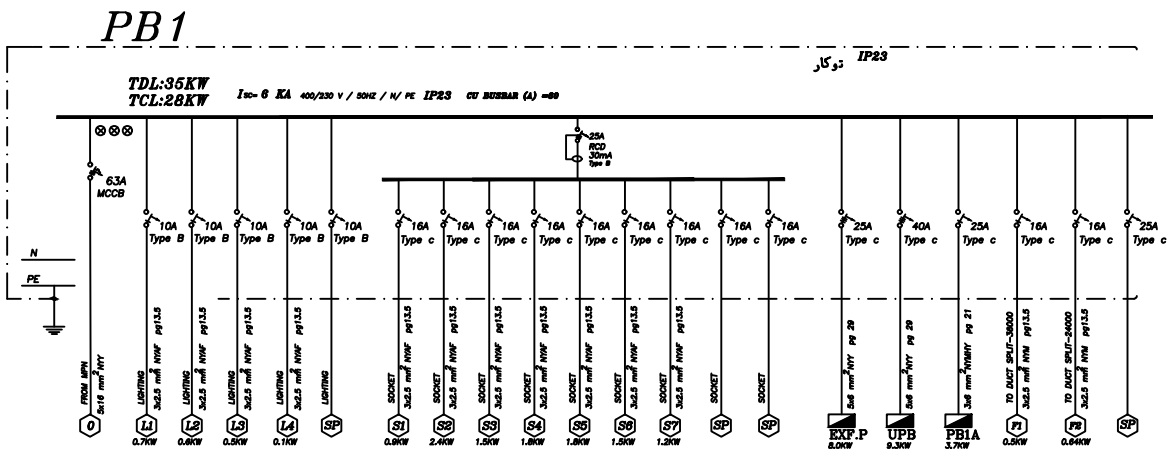 PB1
توکار IP23
TDL:35KW
TCL:28KW
Isc= 6 KA 400/230 V / 50HZ / N/ PE IP23 CU BUSBAR (A) =69
25A
RCD
30mA
Type B
63A
MCCB
10A
Type B
10A
Type B
10A
Type B
10A
Type B
10A
Type B
16A
Type c
16A
Type c
16A
Type c
16A
Type c
16A
Type c
16A
Type c
16A
Type c
16A
Type c
16A
Type c
25A
Type c
40A
Type c
25A
Type c
16A
Type c
16A
Type c
25A
Type c
N
PE
FROM MPN
5x16 mm² NYY
0
LIGHTING
3x2.5 mm² NYAF pg13.5
L1
0.7KW
LIGHTING
3x2.5 mm² NYAF pg13.5
L2
0.6KW
LIGHTING
3x2.5 mm² NYAF pg13.5
L3
0.5KW
LIGHTING
3x2.5 mm² NYAF pg13.5
L4
0.1KW
LIGHTING
SP
SOCKET
3x2.5 mm² NYAF pg13.5
S1
0.9KW
SOCKET
3x2.5 mm² NYAF pg13.5
S2
2.4KW
SOCKET
3x2.5 mm² NYAF pg13.5
S3
1.5KW
SOCKET
3x2.5 mm² NYAF pg13.5
S4
1.8KW
SOCKET
3x2.5 mm² NYAF pg13.5
S5
1.8KW
SOCKET
3x2.5 mm² NYAF pg13.5
S6
1.5KW
SOCKET
3x2.5 mm² NYAF pg13.5
S7
1.2KW
SOCKET
SP
SOCKET
SP
5x6 mm² NYY pg 29
EXF.P
8.0KW
5x6 mm² NYY pg 29
UPB
9.3KW
3x6 mm² NYMHY pg 21
PB1A
3.7KW
TO DUCT SPLIT-36000
3x2.5 mm² NYM pg13.5
F1
0.5KW
TO DUCT SPLIT-24000
3x2.5 mm² NYM pg13.5
F2
0.64KW
SP